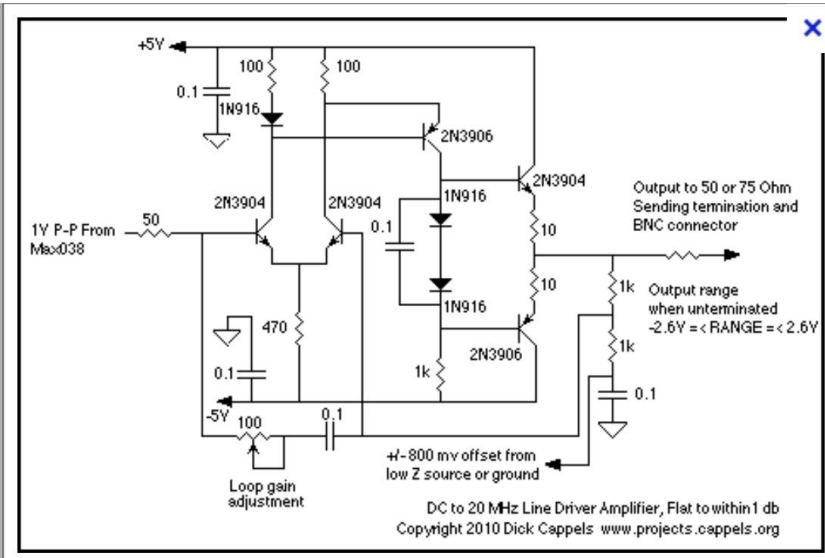 +5V
100
100
0.1
1N916
2N3906
2N3904
2N3904
1N916
2N3904
Output to 50 or 75 Ohm
Sending termination and
BNC connector
1V P-P From
Max038
50
0.1
10
10
1k
Output range
when unterminated
-2.6V =< RANGE =< 2.6V
1N916
470
2N3906
1k
1k
0.1
0.1
-5V
100
0.1
+/- 800 mv offset from
low Z source or ground
Loop gain
adjustment
DC to 20 MHz Line Driver Amplifier, Flat to within 1 db
Copyright 2010 Dick Cappels www.projects.cappels.org